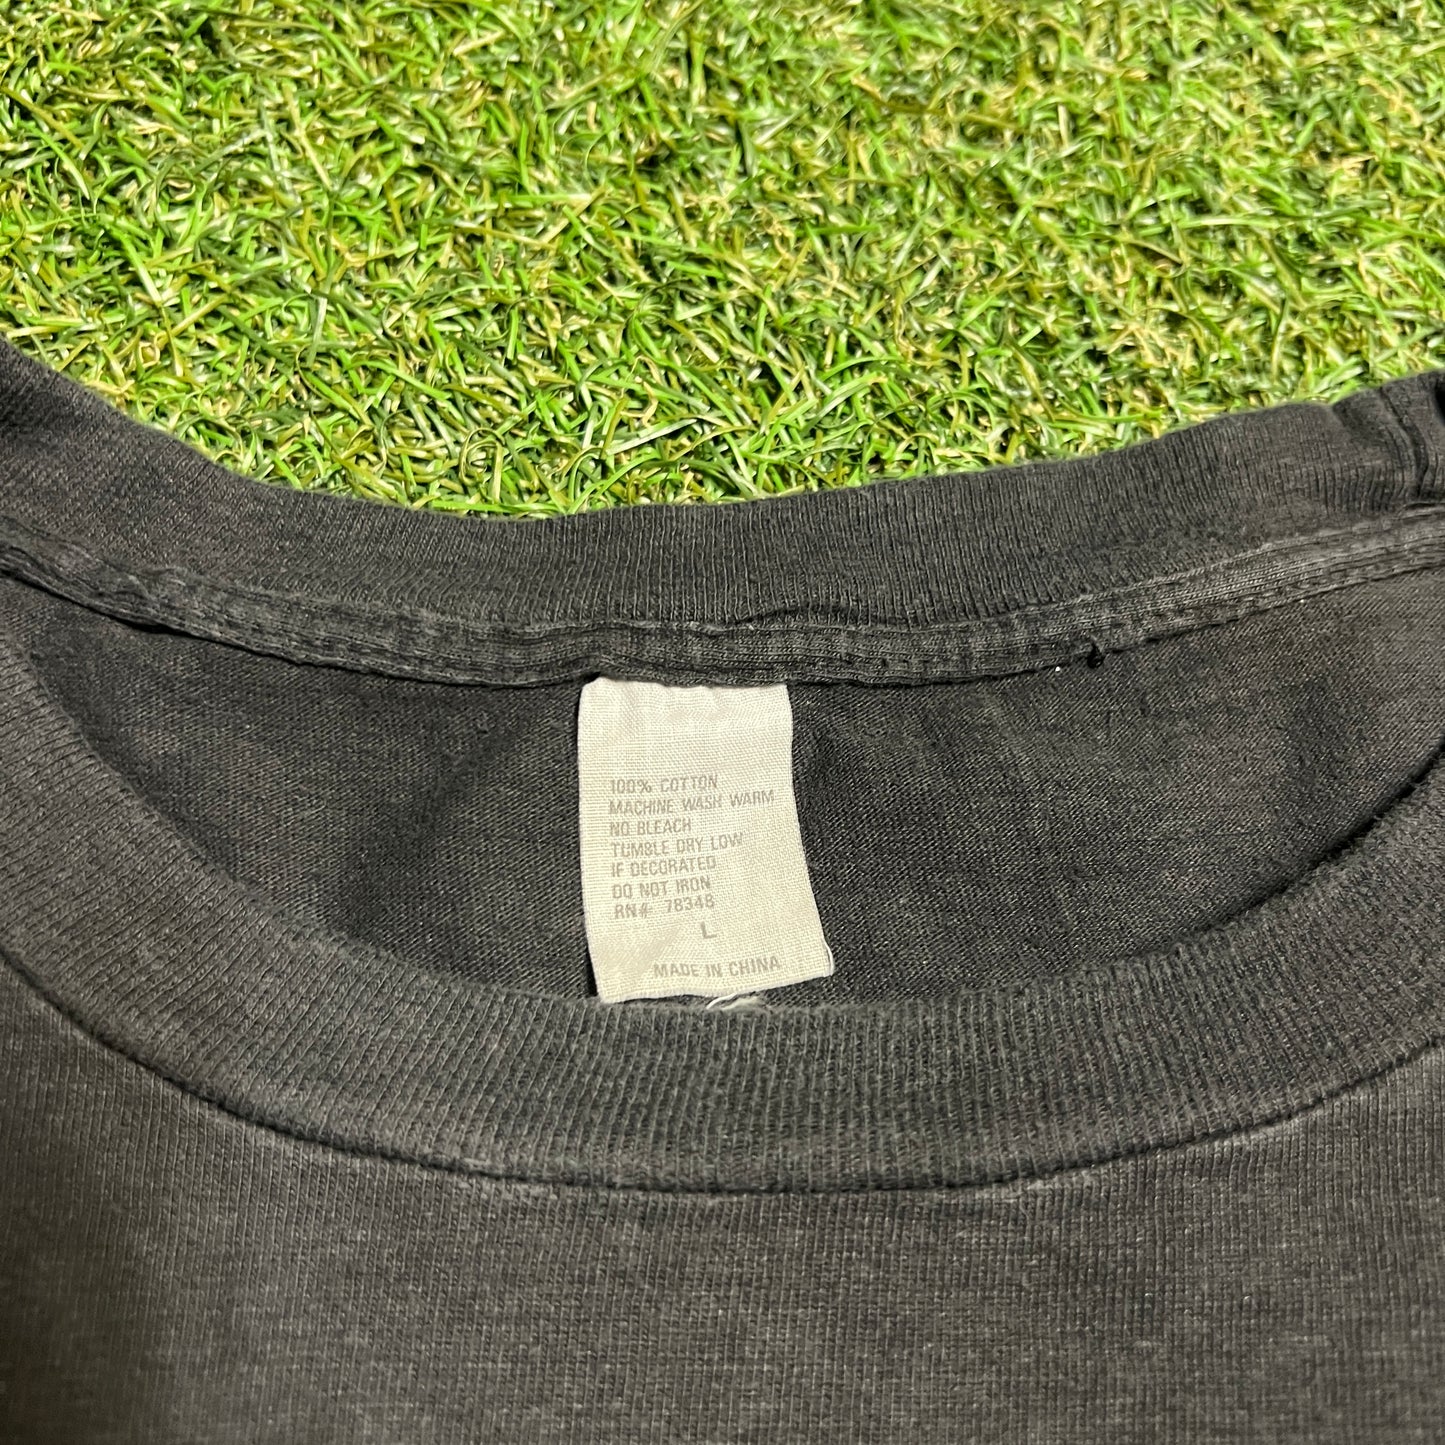 100% COTTON
MACHINE WASH WARM
NO BLEACH
TUMBLE DRY LOW
IF DECORATED
DO NOT IRON
RN# 78348
L
MADE IN CHINA